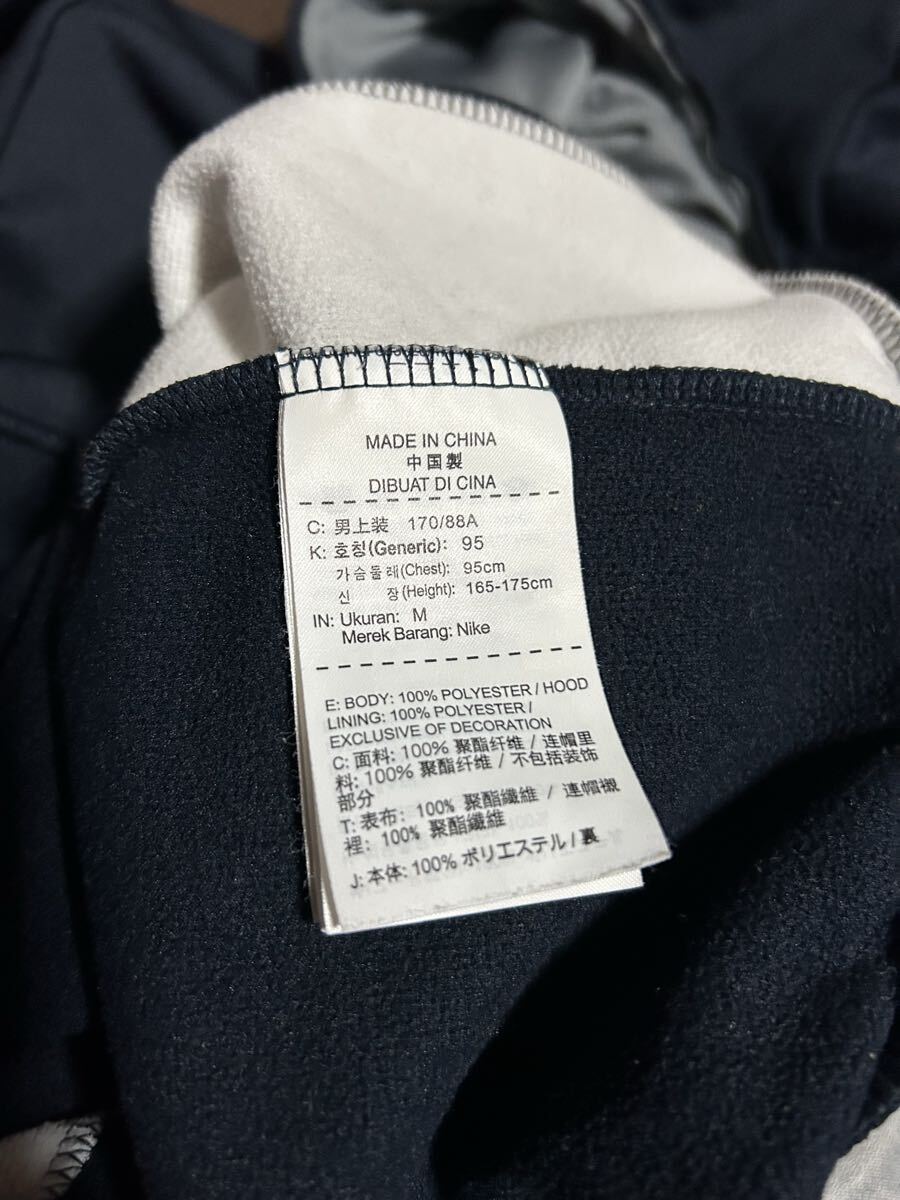 MADE IN CHINA
中国製
DIBUAT DI CINA
C: 男上装 170/88A
K: 호칭(Generic): 95
가슴둘레(Chest): 95cm
신 장(Height): 165-175cm
IN: Ukuran: M
Merek Barang: Nike
E: BODY: 100% POLYESTER / HOOD
LINING: 100% POLYESTER /
EXCLUSIVE OF DECORATION
C: 面料: 100% 聚酯纤维 / 连帽里
料: 100% 聚酯纤维 / 不包括装饰
部分
T: 表布: 100% 聚酯纖維 / 連帽襯
裡: 100% 聚酯纖維
J: 本体: 100% ポリエステル / 裏